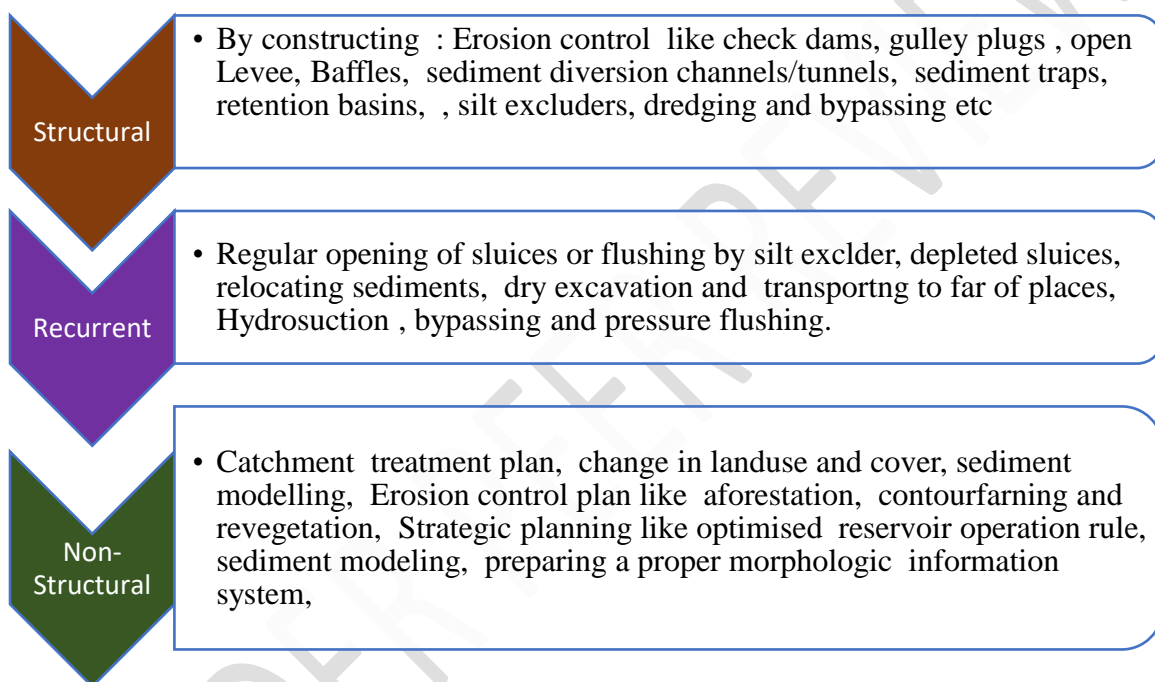 Structural
• By constructing : Erosion control like check dams, gulley plugs , open
Levee, Baffles, sediment diversion channels/tunnels, sediment traps,
retention basins, , silt excluders, dredging and bypassing etc
Recurrent
• Regular opening of sluices or flushing by silt exclder, depleted sluices,
relocating sediments, dry excavation and transportng to far of places,
Hydrosuction , bypassing and pressure flushing.
Non-
Structural
• Catchment treatment plan, change in landuse and cover, sediment
modelling, Erosion control plan like aforestation, contourfarning and
revegetation, Strategic planning like optimised reservoir operation rule,
sediment modeling, preparing a proper morphologic information
system,